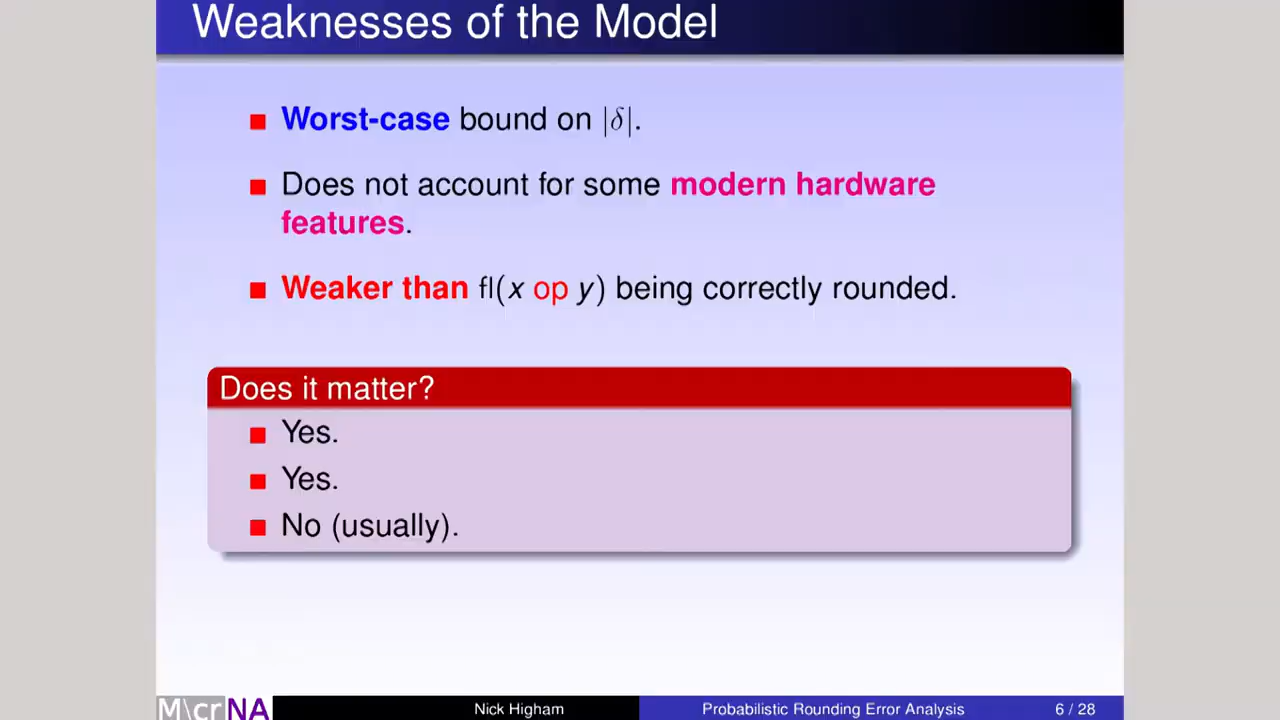 Weaknesses of the Model
Worst-case bound on |δ|.
Does not account for some modern hardware
features.
Weaker than fl(x op y) being correctly rounded.
Does it matter?
Yes.
Yes.
No (usually).
M\crNA Nick Higham Probabilistic Rounding Error Analysis 6 / 28